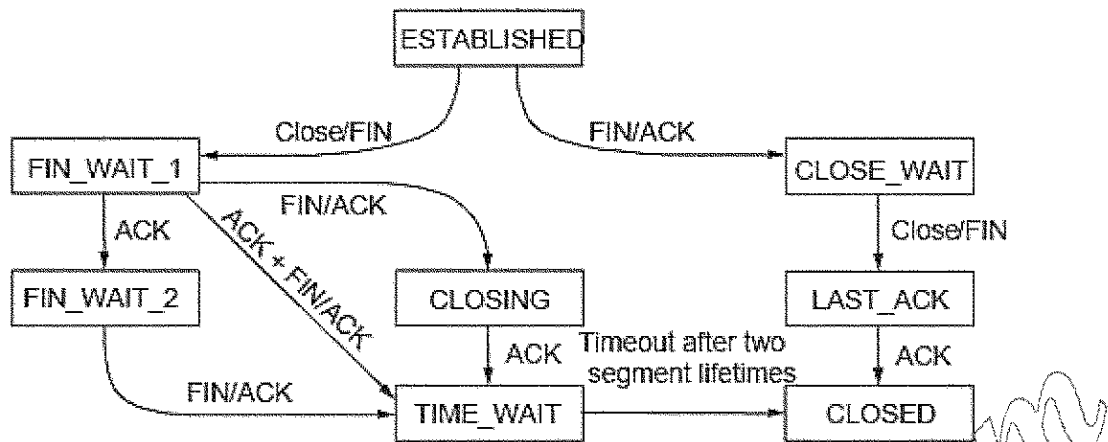 ESTABLISHED
Close/FIN
FIN/ACK
FIN_WAIT_1
CLOSE_WAIT
FIN/ACK
ACK
ACK + FIN/ACK
Close/FIN
FIN_WAIT_2
CLOSING
LAST_ACK
ACK
Timeout after two
segment lifetimes
ACK
FIN/ACK
TIME_WAIT
CLOSED